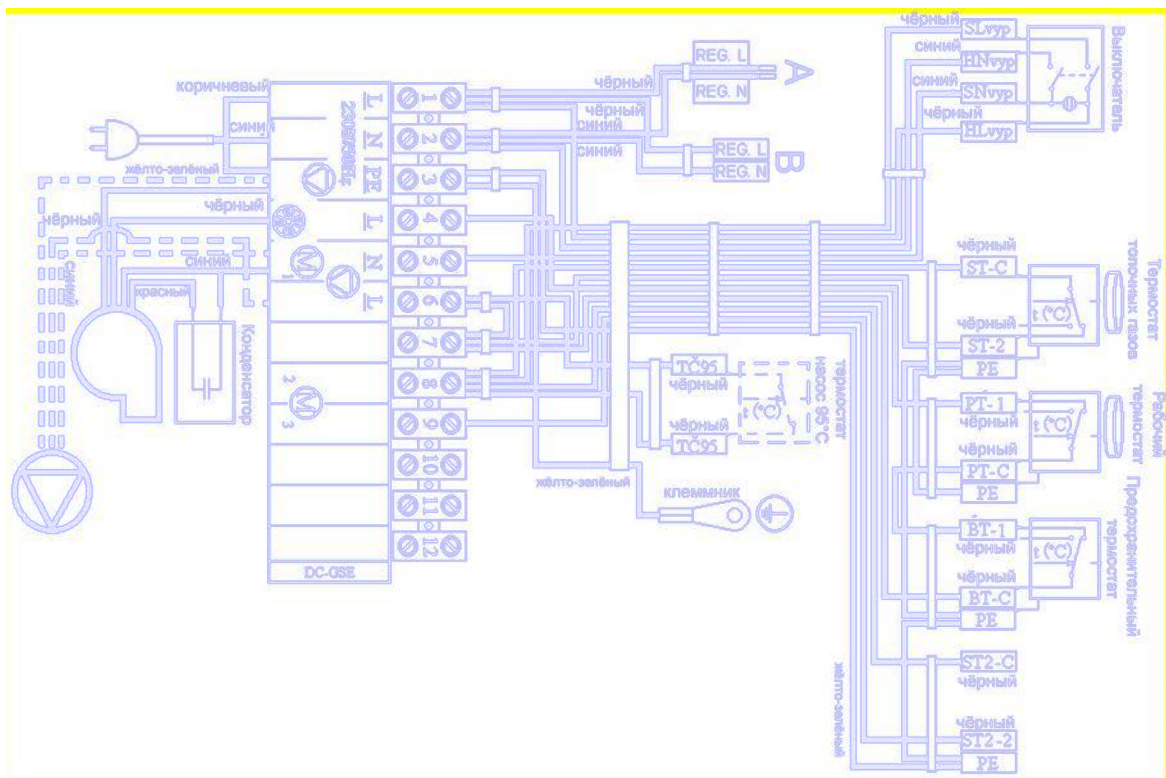 чёрный
SLvyp
синий
HNvyp
синий
SNvyp
чёрный
HLvyp
Выключатель
REG. L
REG. N
A
чёрный
чёрный
синий
синий
REG. L
REG. N
B
коричневый
синий
жёлто-зелёный
чёрный
чёрный
синий
синий
красный
Конденсатор
L
N
PE
L
N
L
M
1
2
M
3
1
2
3
4
5
6
7
8
9
10
11
12
DC-GSE
чёрный
ST-C
чёрный
ST-2
PE
(°C)
Термостат
топочных газов
TČ95
чёрный
чёрный
TČ95
(°C)
термостат
насос 95°C
PT-1
чёрный
чёрный
PT-C
PE
(°C)
Рабочий
термостат
жёлто-зелёный
клеммник
BT-1
чёрный
чёрный
BT-C
PE
(°C)
Предохранительный
термостат
ST2-C
чёрный
чёрный
ST2-2
PE
жёлто-зелёный